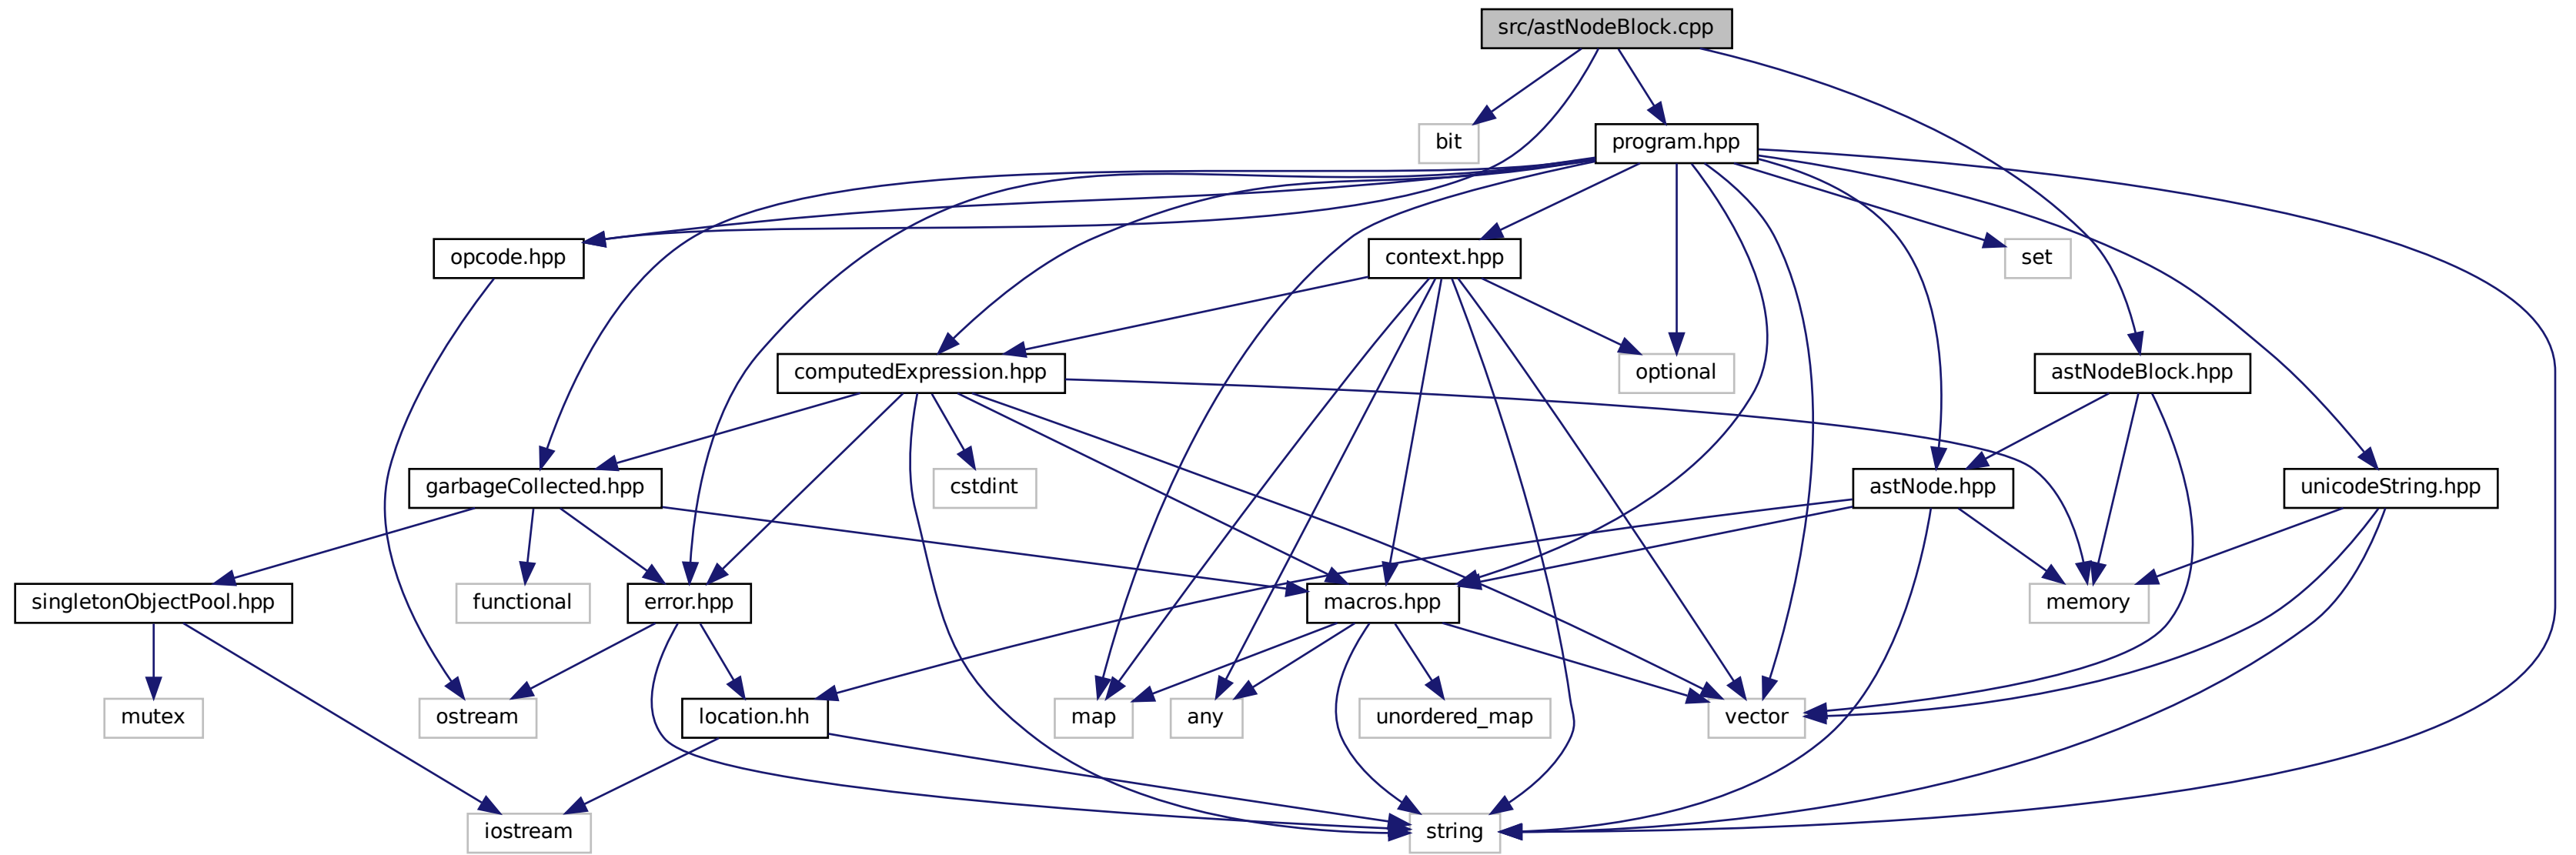 src/astNodeBlock.cpp
bit
program.hpp
opcode.hpp
context.hpp
set
computedExpression.hpp
optional
astNodeBlock.hpp
garbageCollected.hpp
cstdint
astNode.hpp
unicodeString.hpp
singletonObjectPool.hpp
functional
error.hpp
macros.hpp
memory
mutex
ostream
location.hh
map
any
unordered_map
vector
iostream
string